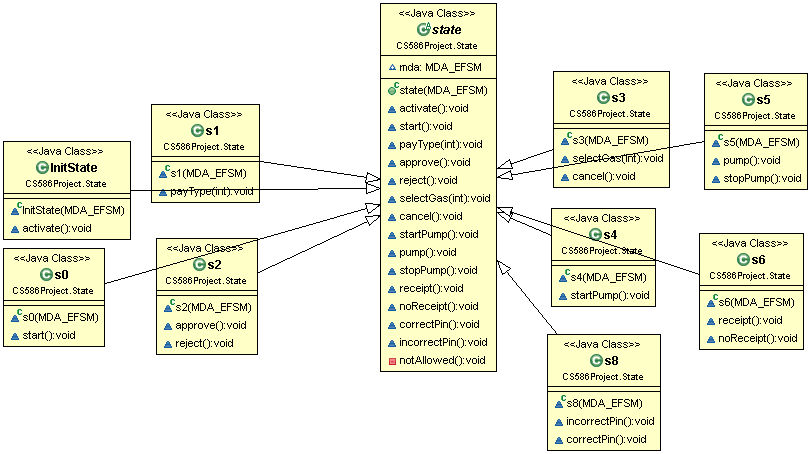 <<Java Class>>
state
CS586Project.State
mda: MDA_EFSM
state(MDA_EFSM)
activate():void
start():void
payType(int):void
approve():void
reject():void
selectGas(int):void
cancel():void
startPump():void
pump():void
stopPump():void
receipt():void
noReceipt():void
correctPin():void
incorrectPin():void
notAllowed():void
<<Java Class>>
s1
CS586Project.State
s1(MDA_EFSM)
payType(int):void
<<Java Class>>
InitState
CS586Project.State
InitState(MDA_EFSM)
activate():void
<<Java Class>>
s0
CS586Project.State
s0(MDA_EFSM)
start():void
<<Java Class>>
s2
CS586Project.State
s2(MDA_EFSM)
approve():void
reject():void
<<Java Class>>
s3
CS586Project.State
s3(MDA_EFSM)
selectGas(int):void
cancel():void
<<Java Class>>
s5
CS586Project.State
s5(MDA_EFSM)
pump():void
stopPump():void
<<Java Class>>
s4
CS586Project.State
s4(MDA_EFSM)
startPump():void
<<Java Class>>
s6
CS586Project.State
s6(MDA_EFSM)
receipt():void
noReceipt():void
<<Java Class>>
s8
CS586Project.State
s8(MDA_EFSM)
incorrectPin():void
correctPin():void